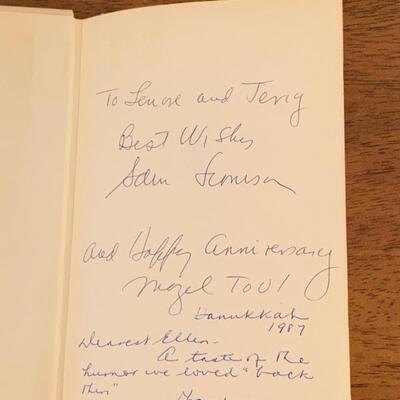 To Lenore and Jerry
Best Wishes
Sam
and Happy Anniversary
Mazel Tov!
Hanukkah
1987
Dearest Ellen-
A taste of the
humor we loved "back
then"